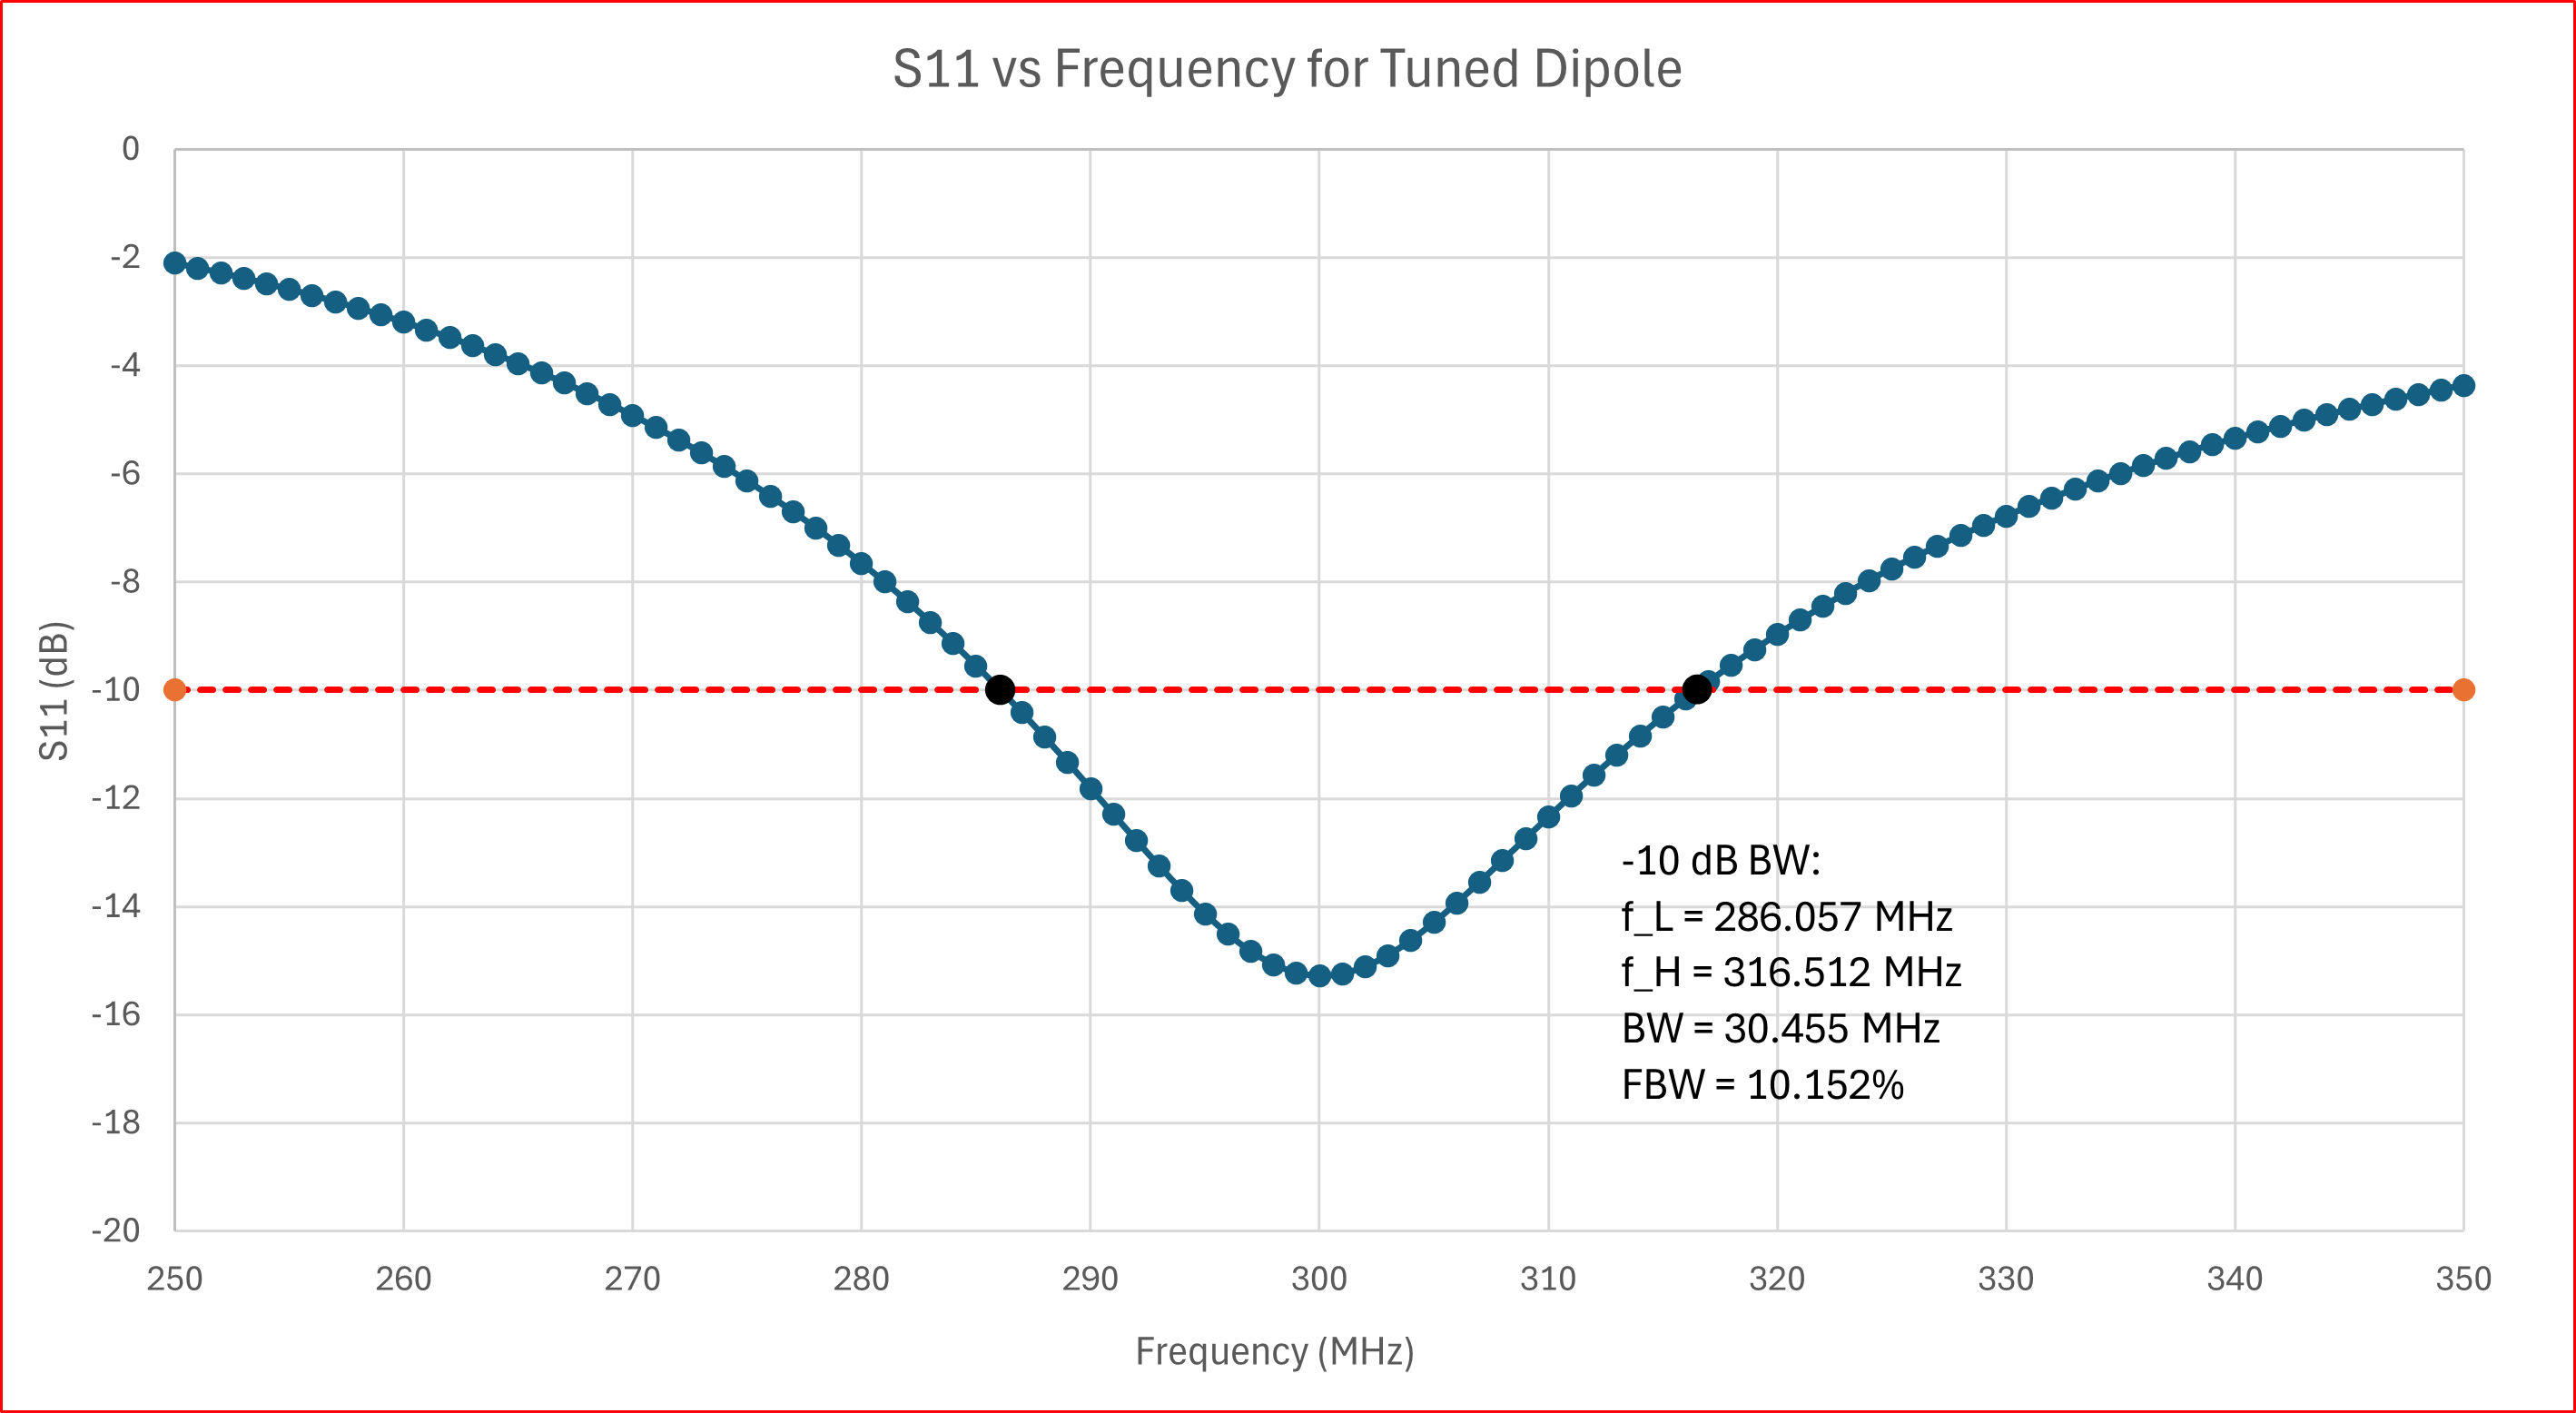 S11 vs Frequency for Tuned Dipole
0
-2
-4
-6
-8
-10
-12
-14
-16
-18
-20
S11 (dB)
-10 dB BW:
f_L = 286.057 MHz
f_H = 316.512 MHz
BW = 30.455 MHz
FBW = 10.152%
250 260 270 280 290 300 310 320 330 340 350
Frequency (MHz)